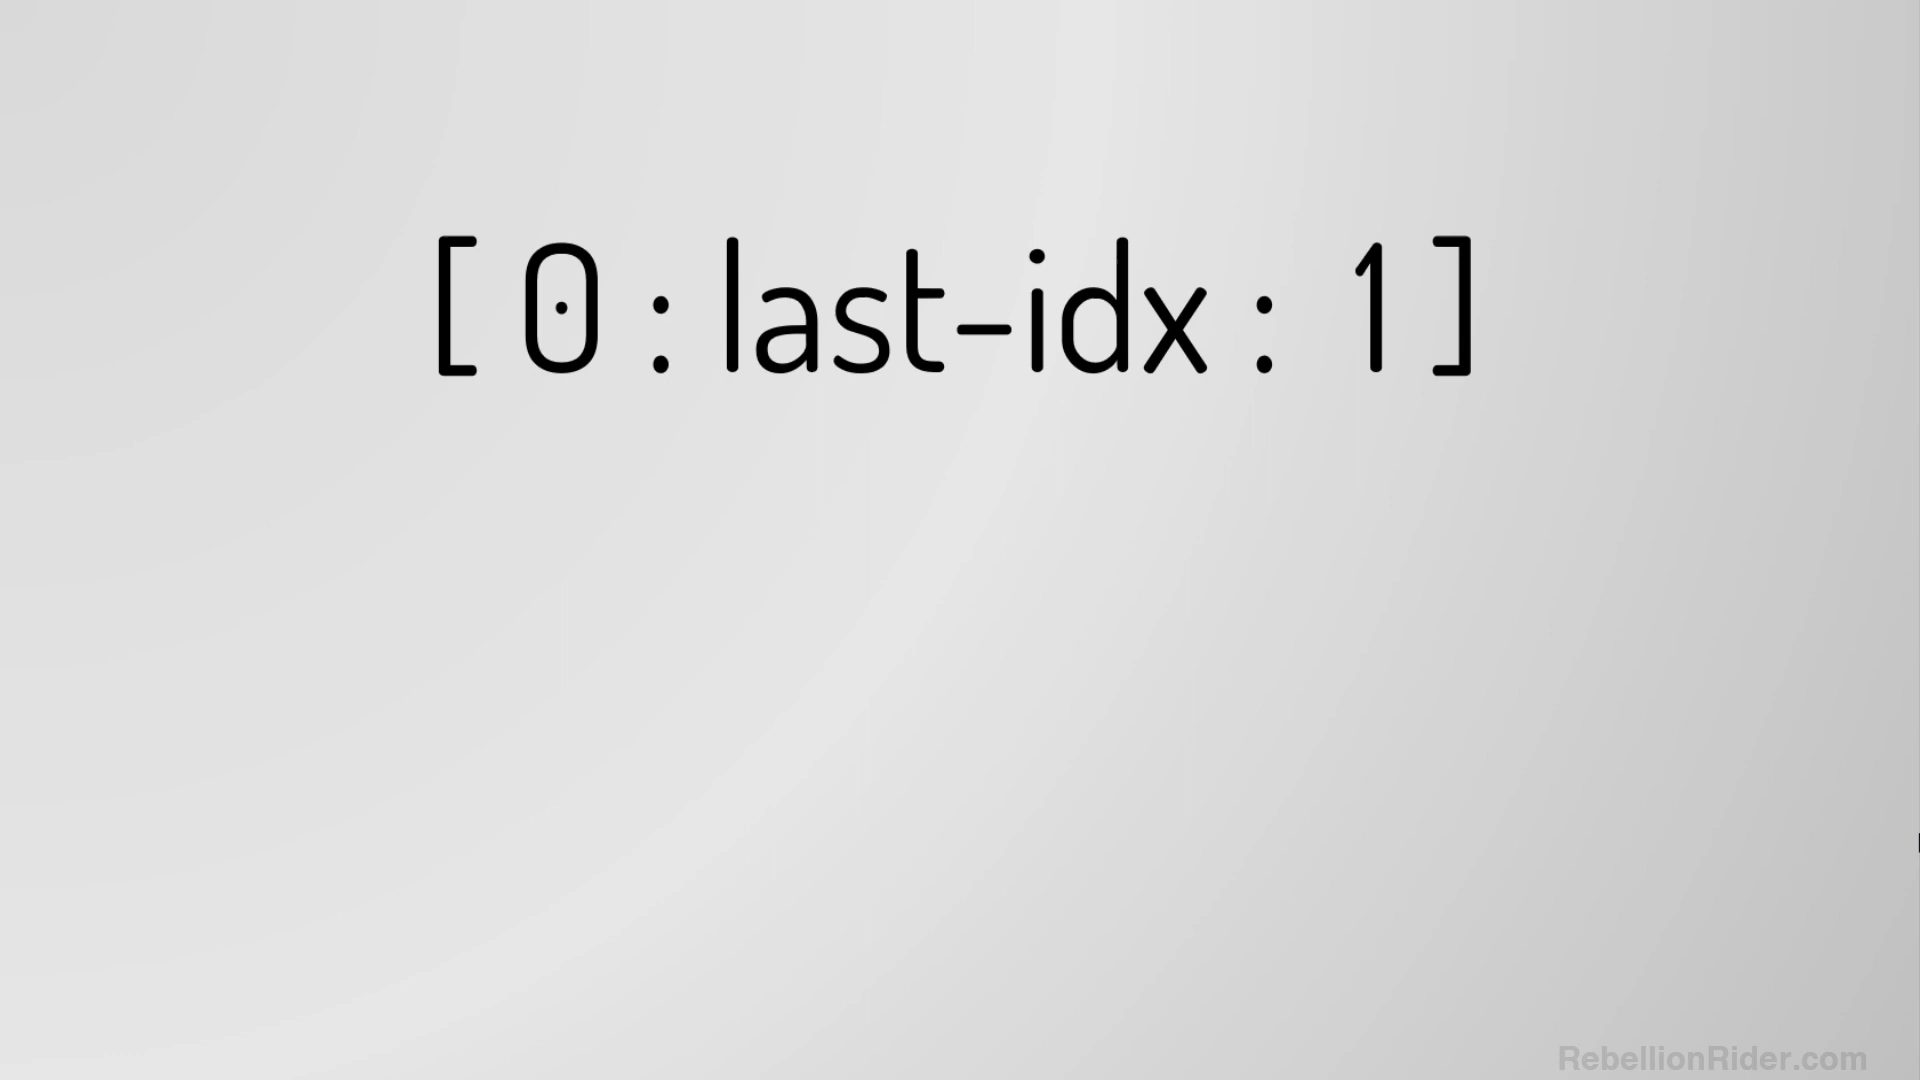 [ 0 : last-idx : 1 ]
RebellionRider.com